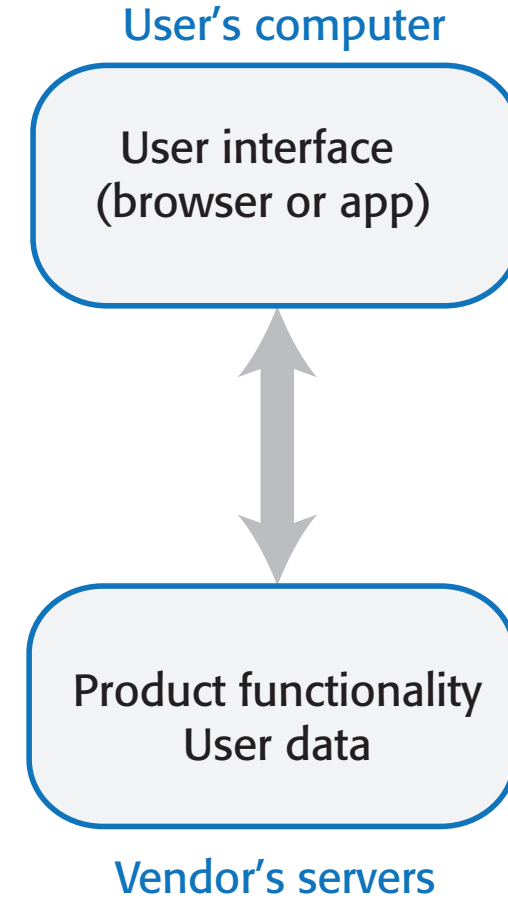 User’s computer
User interface
(browser or app)
Product functionality
User data
Vendor’s servers